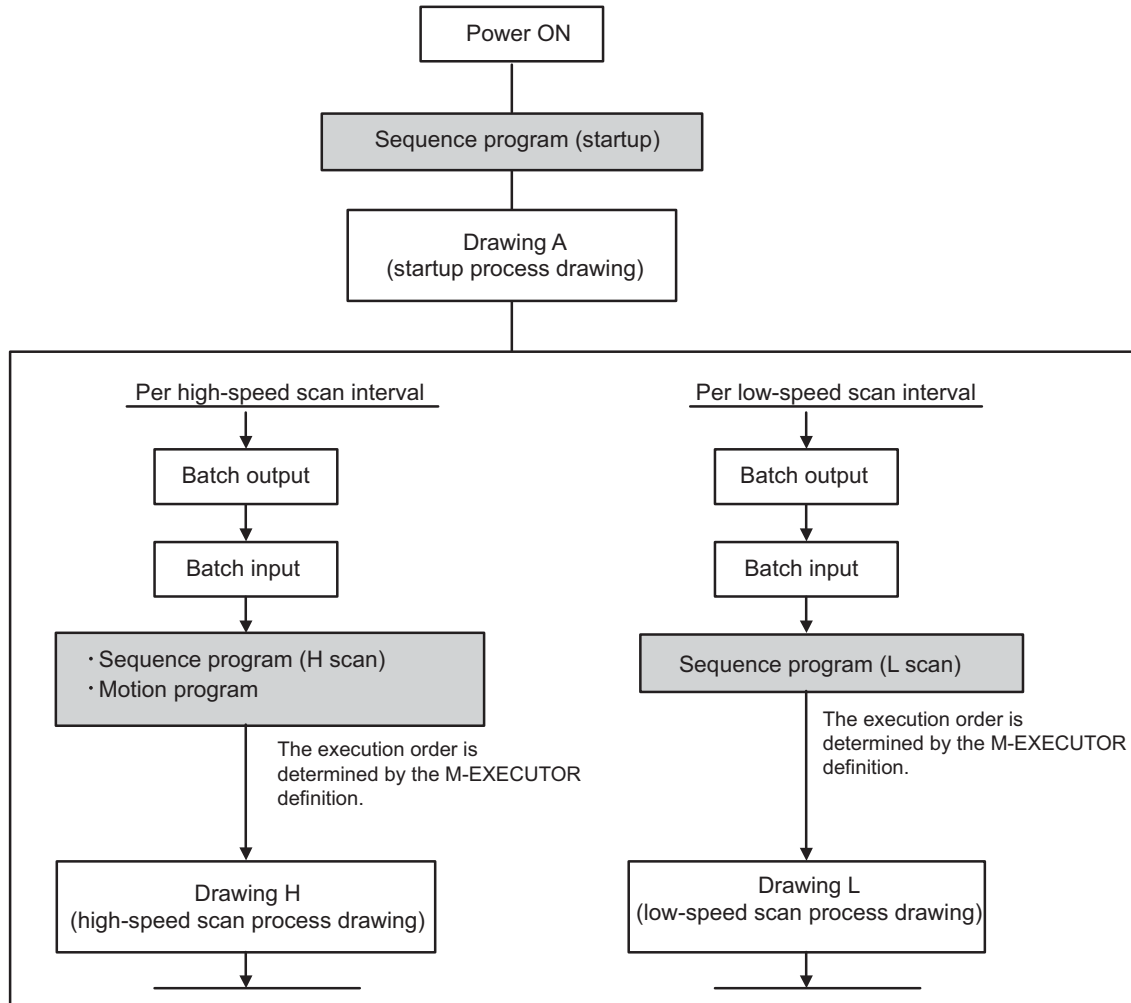 Power ON
Sequence program (startup)
Drawing A
(startup process drawing)
Per high-speed scan interval
Batch output
Batch input
・Sequence program (H scan)
・Motion program
The execution order is
determined by the M-EXECUTOR
definition.
Drawing H
(high-speed scan process drawing)
Per low-speed scan interval
Batch output
Batch input
Sequence program (L scan)
The execution order is
determined by the M-EXECUTOR
definition.
Drawing L
(low-speed scan process drawing)